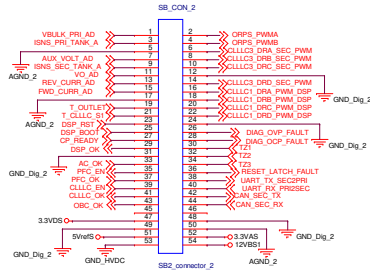 SB_CON_2
VBULK_PRI_AD 1 2 ORPS_PWMA
ISNS_PRI_TANK_A 3 4 ORPS_PWMB
5 6 CLLLC3_DRA_SEC_PWM
AGND_2
AUX_VOLT_AD 7 8 CLLLC3_DRB_SEC_PWM
ISNS_SEC_TANK_A 9 10 CLLLC3_DRC_SEC_PWM
VO_AD 11 12 GND_Dig_2
REV_CURR_AD 13 14 CLLLC3_DRD_SEC_PWM
FWD_CURR_AD 15 16 CLLLC1_DRA_PWM_DSP
17 18 CLLLC1_DRB_PWM_DSP
AGND_2
T_OUTLET 19 20 CLLLC1_DRC_PWM_DSP
T_CLLLC_S1 21 22 CLLLC1_DRD_PWM_DSP
DSP_RST 23 24 GND_Dig_2
DSP_BOOT 25 26 DIAG_OVP_FAULT
CP_READY 27 28 DIAG_OCP_FAULT
DSP_OK 29 30 TZ1
31 32 TZ2
GND_Dig_2
AC_OK 33 34 TZ3
PFC_EN 35 36 RESET_LATCH_FAULT
PFC_OK 37 38 UART_TX_SEC2PRI
CLLLC_EN 39 40 UART_RX_PRI2SEC
CLLLC_OK 41 42 CAN_SEC_TX
OBC_OK 43 44 CAN_SEC_RX
45 46
3.3VDS 47 48 GND_Dig_2
5VrefS 49 50 AGND_2
51 52 3.3VAS
GND_Dig_2
GND_HVDC 53 54 12VBS1
SB2_connector_2